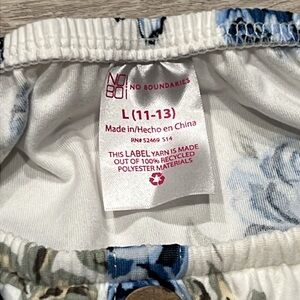 NO
BO
NO BOUNDARIES
L (11-13)
Made in/Hecho en China
RN# 52469 S14
THIS LABEL YARN IS MADE
OUT OF 100% RECYCLED
POLYESTER MATERIALS